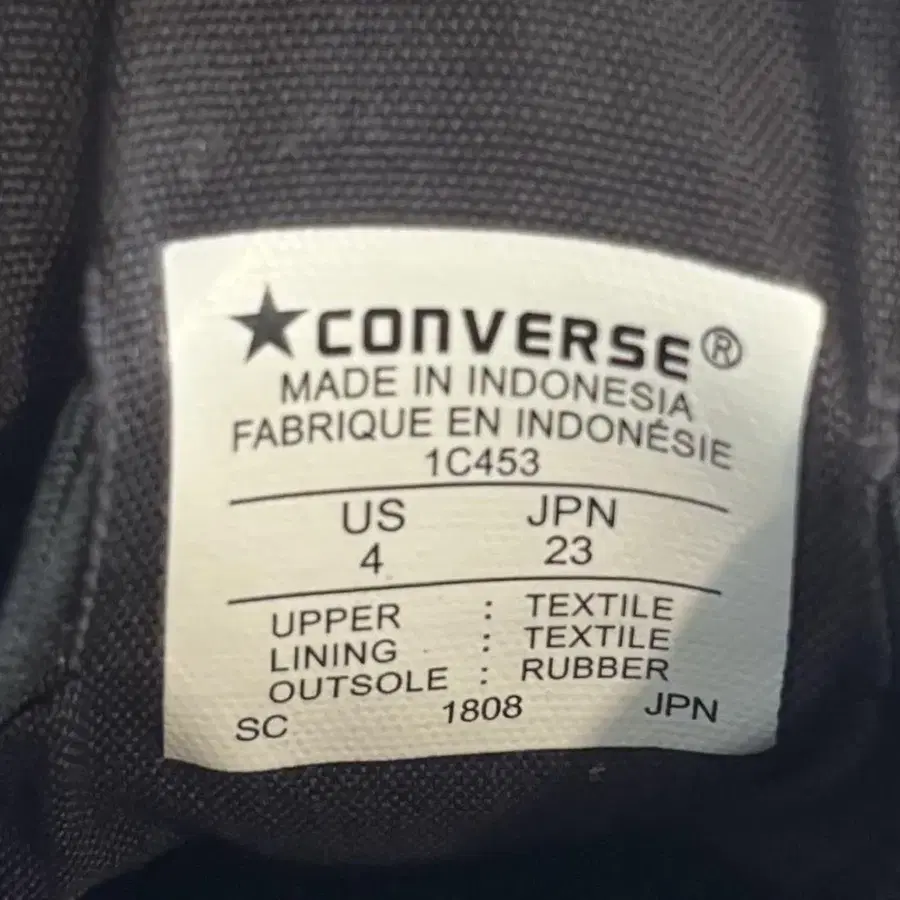 ★CONVERSE®
MADE IN INDONESIA
FABRIQUE EN INDONÉSIE
1C453
US JPN
4 23
UPPER : TEXTILE
LINING : TEXTILE
OUTSOLE : RUBBER
SC 1808 JPN